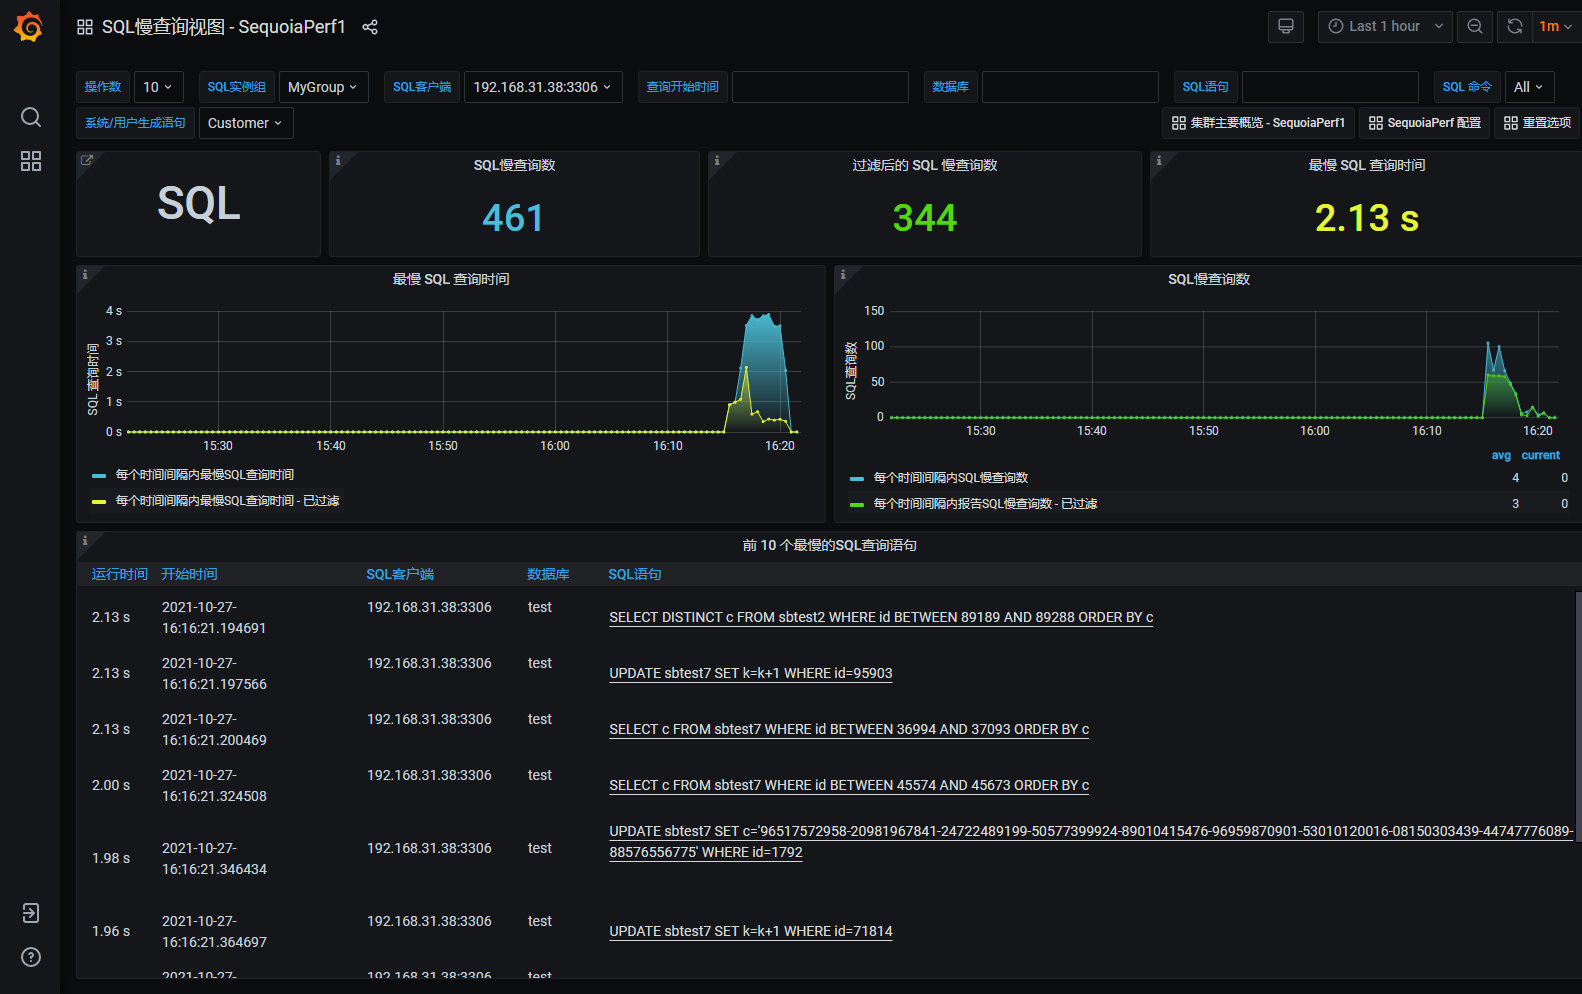 SQL慢查询视图 - SequoiaPerf1
Last 1 hour
1m
操作数 10 SQL实例组 MyGroup SQL客户端 192.168.31.38:3306 查询开始时间 数据库 SQL语句 SQL 命令 All
系统/用户生成语句 Customer 集群主要概览 - SequoiaPerf1 SequoiaPerf 配置 重置选项
SQL
SQL慢查询数
461
过滤后的 SQL 慢查询数
344
最慢 SQL 查询时间
2.13 s
最慢 SQL 查询时间
SQL 查询时间
4 s
3 s
2 s
1 s
0 s
15:30 15:40 15:50 16:00 16:10 16:20
每个时间间隔内最慢SQL查询时间
每个时间间隔内最慢SQL查询时间 - 已过滤
SQL慢查询数
SQL查询数
150
100
50
0
15:30 15:40 15:50 16:00 16:10 16:20
avg current
每个时间间隔内SQL慢查询数 4 0
每个时间间隔内报告SQL慢查询数 - 已过滤 3 0
前 10 个最慢的SQL查询语句
运行时间 开始时间 SQL客户端 数据库 SQL语句
2.13 s 2021-10-27-
16:16:21.194691 192.168.31.38:3306 test SELECT DISTINCT c FROM sbtest2 WHERE id BETWEEN 89189 AND 89288 ORDER BY c
2.13 s 2021-10-27-
16:16:21.197566 192.168.31.38:3306 test UPDATE sbtest7 SET k=k+1 WHERE id=95903
2.13 s 2021-10-27-
16:16:21.200469 192.168.31.38:3306 test SELECT c FROM sbtest7 WHERE id BETWEEN 36994 AND 37093 ORDER BY c
2.00 s 2021-10-27-
16:16:21.324508 192.168.31.38:3306 test SELECT c FROM sbtest7 WHERE id BETWEEN 45574 AND 45673 ORDER BY c
1.98 s 2021-10-27-
16:16:21.346434 192.168.31.38:3306 test UPDATE sbtest7 SET c='96517572958-20981967841-24722489199-50577399924-89010415476-96959870901-53010120016-08150303439-44747776089-
88576556775' WHERE id=1792
1.96 s 2021-10-27-
16:16:21.364697 192.168.31.38:3306 test UPDATE sbtest7 SET k=k+1 WHERE id=71814
2021-10-27- 192.168.31.38:3306 test